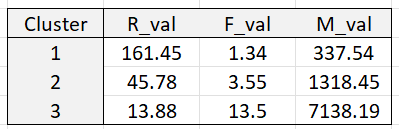 Cluster R_val F_val M_val
1 161.45 1.34 337.54
2 45.78 3.55 1318.45
3 13.88 13.5 7138.19